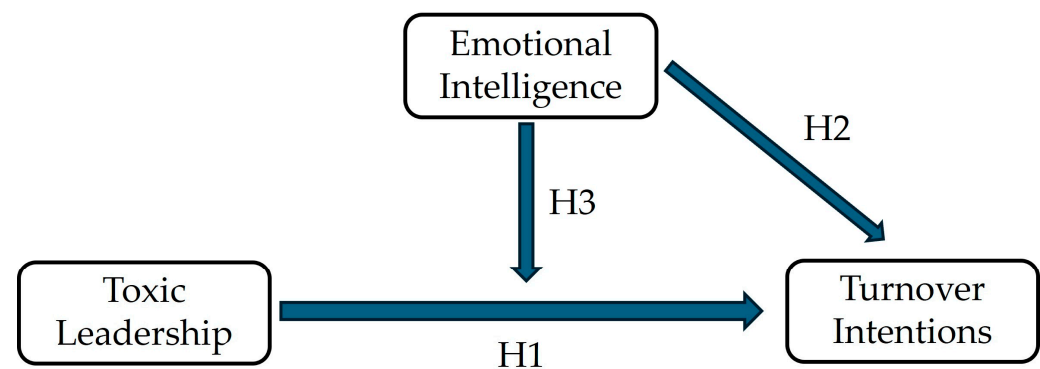 Emotional
Intelligence
H2
H3
Toxic
Leadership
Turnover
Intentions
H1